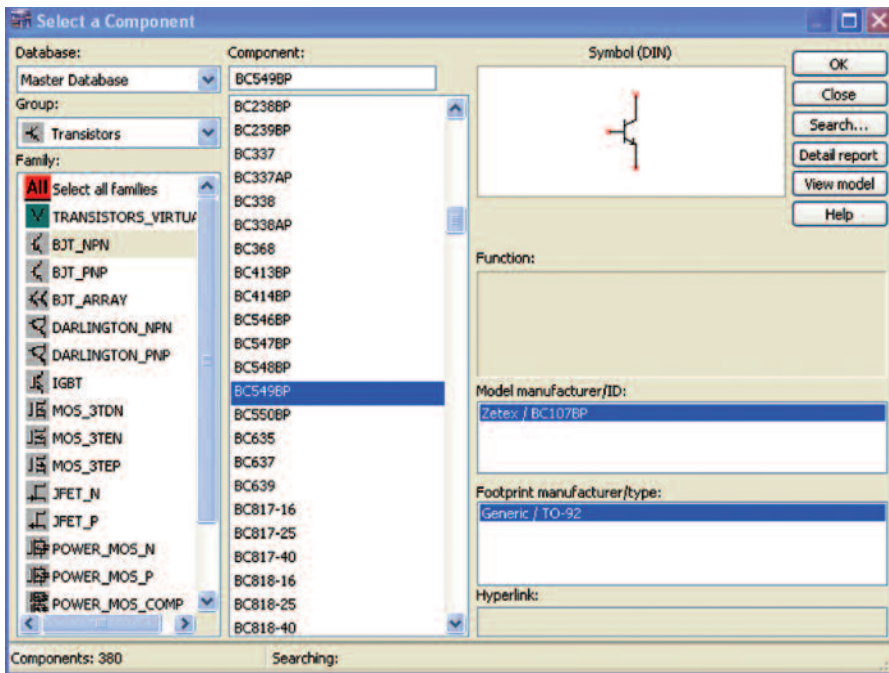 Select a Component
Database:
Master Database
Group:
Transistors
Family:
All Select all families
TRANSISTORS_VIRTUA
BJT_NPN
BJT_PNP
BJT_ARRAY
DARLINGTON_NPN
DARLINGTON_PNP
IGBT
MOS_3TDN
MOS_3TEN
MOS_3TEP
JFET_N
JFET_P
POWER_MOS_N
POWER_MOS_P
POWER_MOS_COMP
Component:
BC549BP
BC238BP
BC239BP
BC337
BC337AP
BC338
BC338AP
BC368
BC413BP
BC414BP
BC546BP
BC547BP
BC548BP
BC549BP
BC550BP
BC635
BC637
BC639
BC817-16
BC817-25
BC817-40
BC818-16
BC818-25
BC818-40
Symbol (DIN)
OK
Close
Search...
Detail report
View model
Help
Function:
Model manufacturer/ID:
Zetex / BC107BP
Footprint manufacturer/type:
Generic / TO-92
Hyperlink:
Components: 380
Searching: